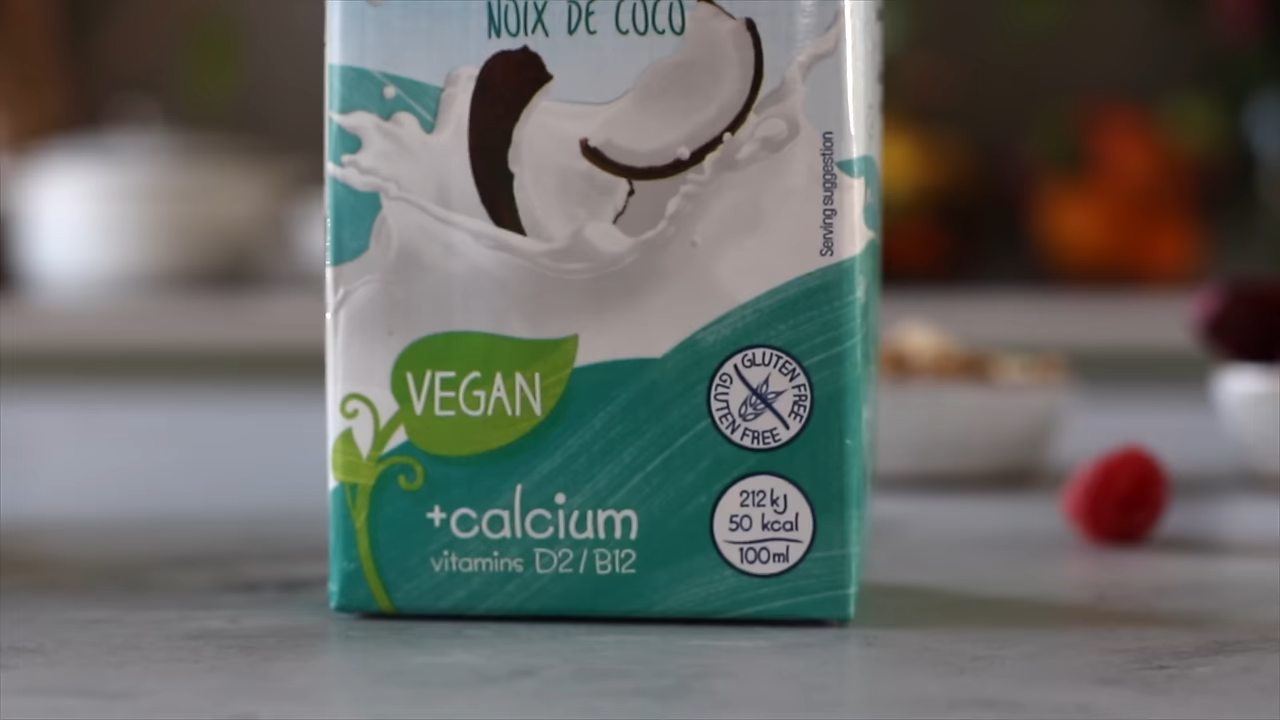 NOIX DE COCO
Serving suggestion
VEGAN
GLUTEN FREE
GLUTEN FREE
+calcium
vitamins D2/B12
212 kJ
50 kcal
100ml